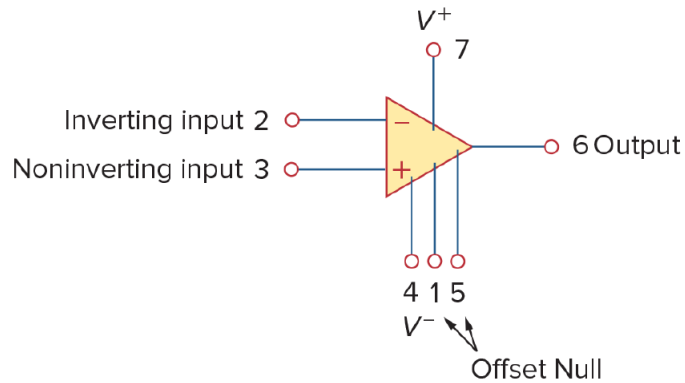 V⁺
7
Inverting input 2
−
6 Output
Noninverting input 3
+
4 1 5
V⁻
Offset Null